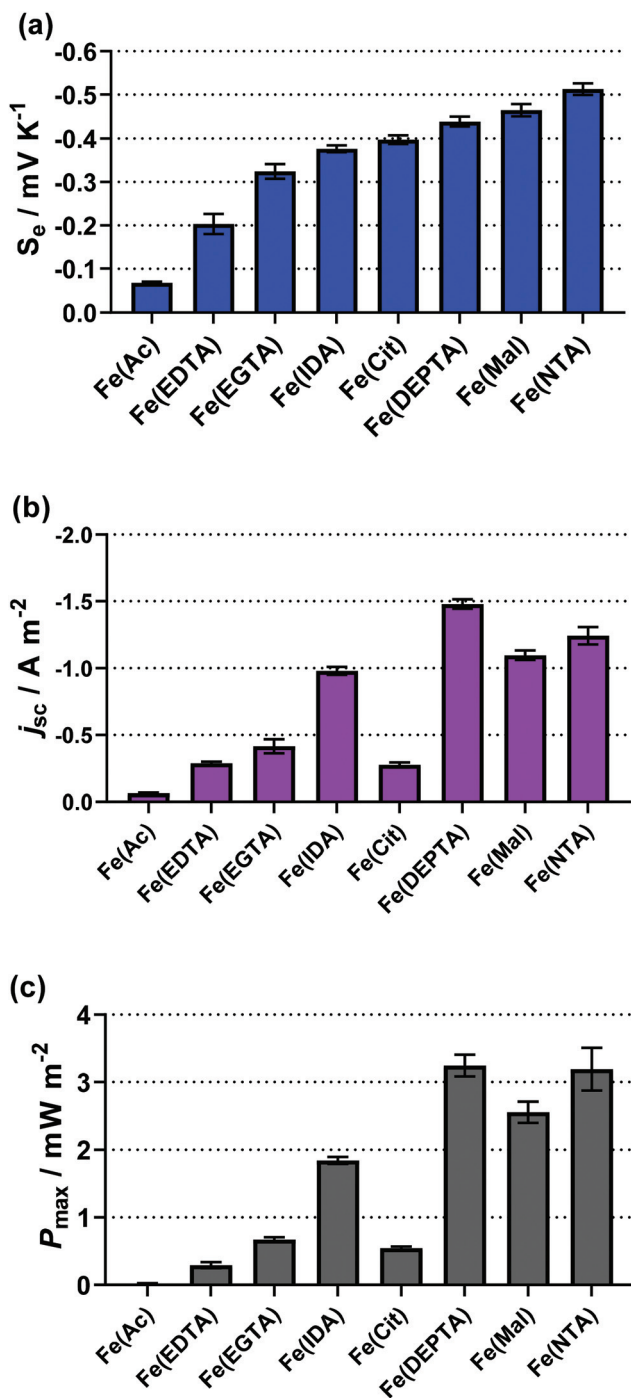 (a)
S_e / mV K⁻¹
-0.6
-0.5
-0.4
-0.3
-0.2
-0.1
0.0
Fe(Ac)
Fe(EDTA)
Fe(EGTA)
Fe(IDA)
Fe(Cit)
Fe(DEPTA)
Fe(Mal)
Fe(NTA)
(b)
j_sc / A m⁻²
-2.0
-1.5
-1.0
-0.5
0.0
Fe(Ac)
Fe(EDTA)
Fe(EGTA)
Fe(IDA)
Fe(Cit)
Fe(DEPTA)
Fe(Mal)
Fe(NTA)
(c)
P_max / mW m⁻²
4
3
2
1
0
Fe(Ac)
Fe(EDTA)
Fe(EGTA)
Fe(IDA)
Fe(Cit)
Fe(DEPTA)
Fe(Mal)
Fe(NTA)